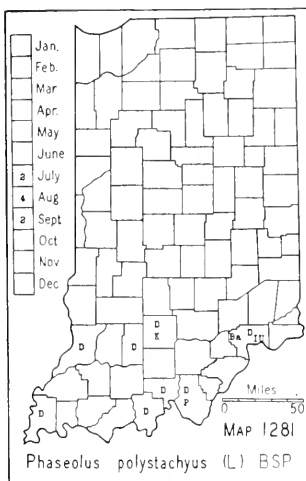 Jan.
Feb.
Mar
Apr.
May
June
2 July
4 Aug
2 Sept
Oct
Nov
Dec
D
K
D
D
Ba
D
IU
D
D
P
D
D
Miles
0 50
MAP 1281
Phaseolus polystachyus (L) BSP